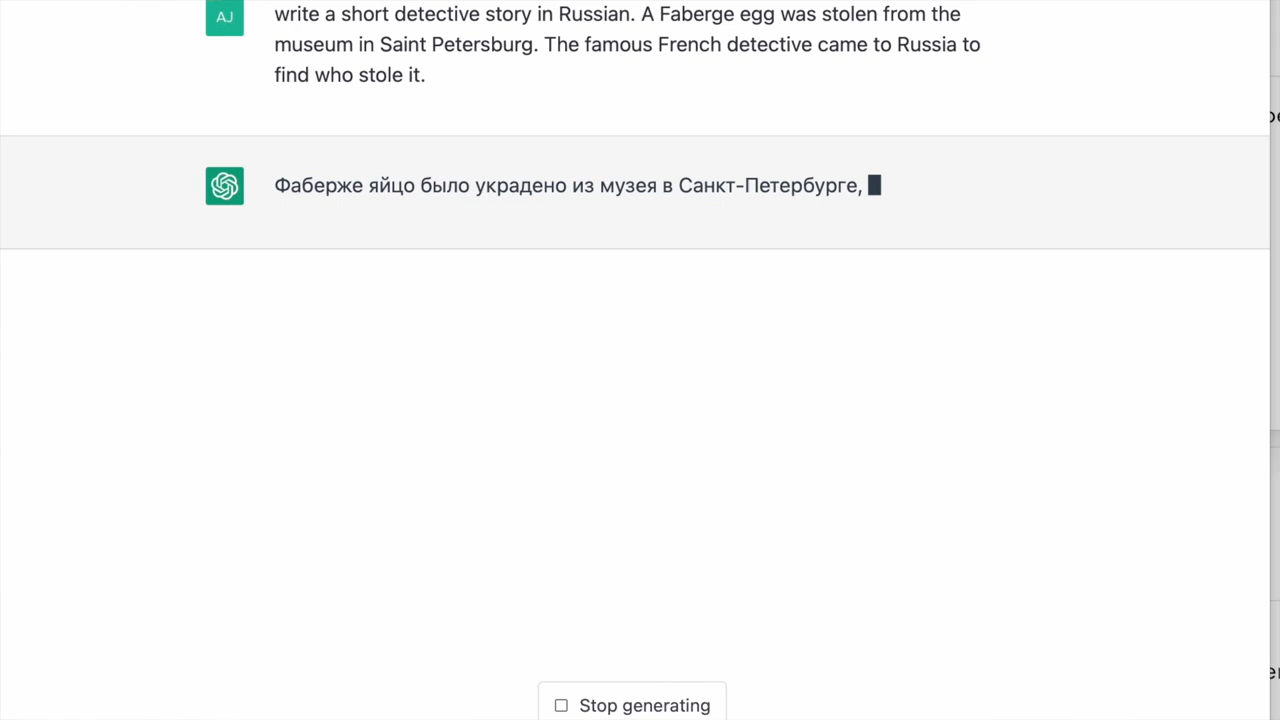 AJ
write a short detective story in Russian. A Faberge egg was stolen from the
museum in Saint Petersburg. The famous French detective came to Russia to
find who stole it.
Фаберже яйцо было украдено из музея в Санкт-Петербурге,
Stop generating